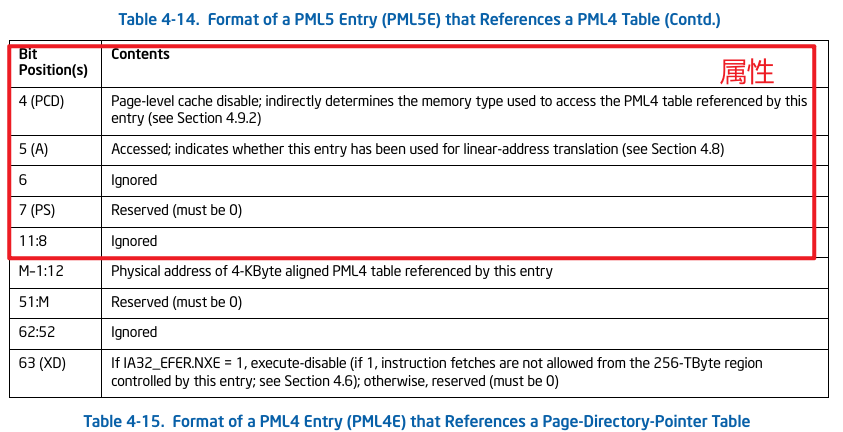 Table 4-14. Format of a PML5 Entry (PML5E) that References a PML4 Table (Contd.)
Bit Position(s) Contents
属性
4 (PCD) Page-level cache disable; indirectly determines the memory type used to access the PML4 table referenced by this
entry (see Section 4.9.2)
5 (A) Accessed; indicates whether this entry has been used for linear-address translation (see Section 4.8)
6 Ignored
7 (PS) Reserved (must be 0)
11:8 Ignored
M–1:12 Physical address of 4-KByte aligned PML4 table referenced by this entry
51:M Reserved (must be 0)
62:52 Ignored
63 (XD) If IA32_EFER.NXE = 1, execute-disable (if 1, instruction fetches are not allowed from the 256-TByte region
controlled by this entry; see Section 4.6); otherwise, reserved (must be 0)
Table 4-15. Format of a PML4 Entry (PML4E) that References a Page-Directory-Pointer Table